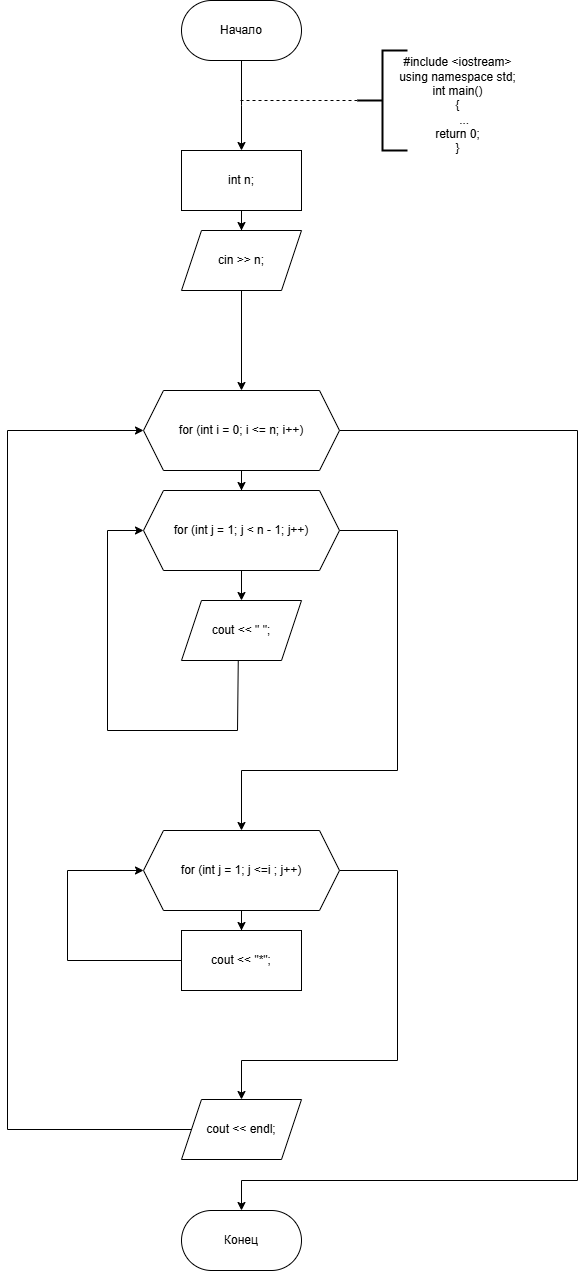 Начало
#include <iostream>
using namespace std;
int main()
{
...
return 0;
}
int n;
cin >> n;
for (int i = 0; i <= n; i++)
for (int j = 1; j < n - 1; j++)
cout << " ";
for (int j = 1; j <=i ; j++)
cout << "*";
cout << endl;
Конец